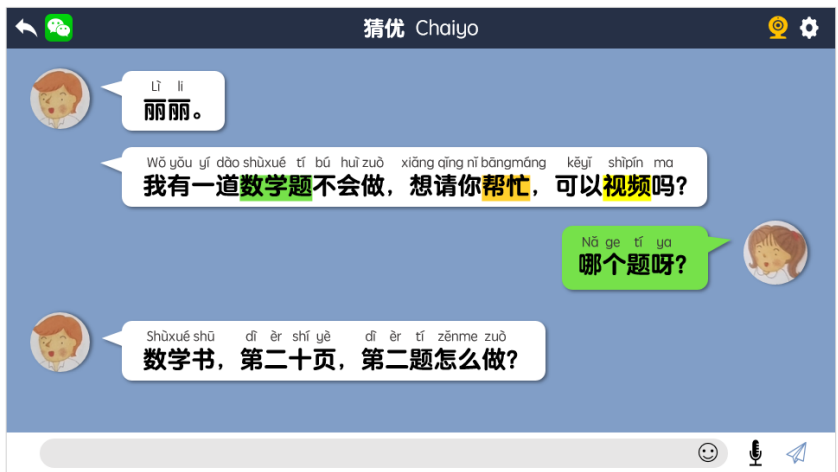 猜优 Chaiyo
Lì li
丽丽。
Wǒ yǒu yí dào shùxué tí bú huì zuò xiǎng qǐng nǐ bāngmáng kěyǐ shìpín ma
我有一道数学题不会做，想请你帮忙，可以视频吗？
Nǎ ge tí ya
哪个题呀？
Shùxué shū dì èr shí yè dì èr tí zěnme zuò
数学书，第二十页，第二题怎么做？